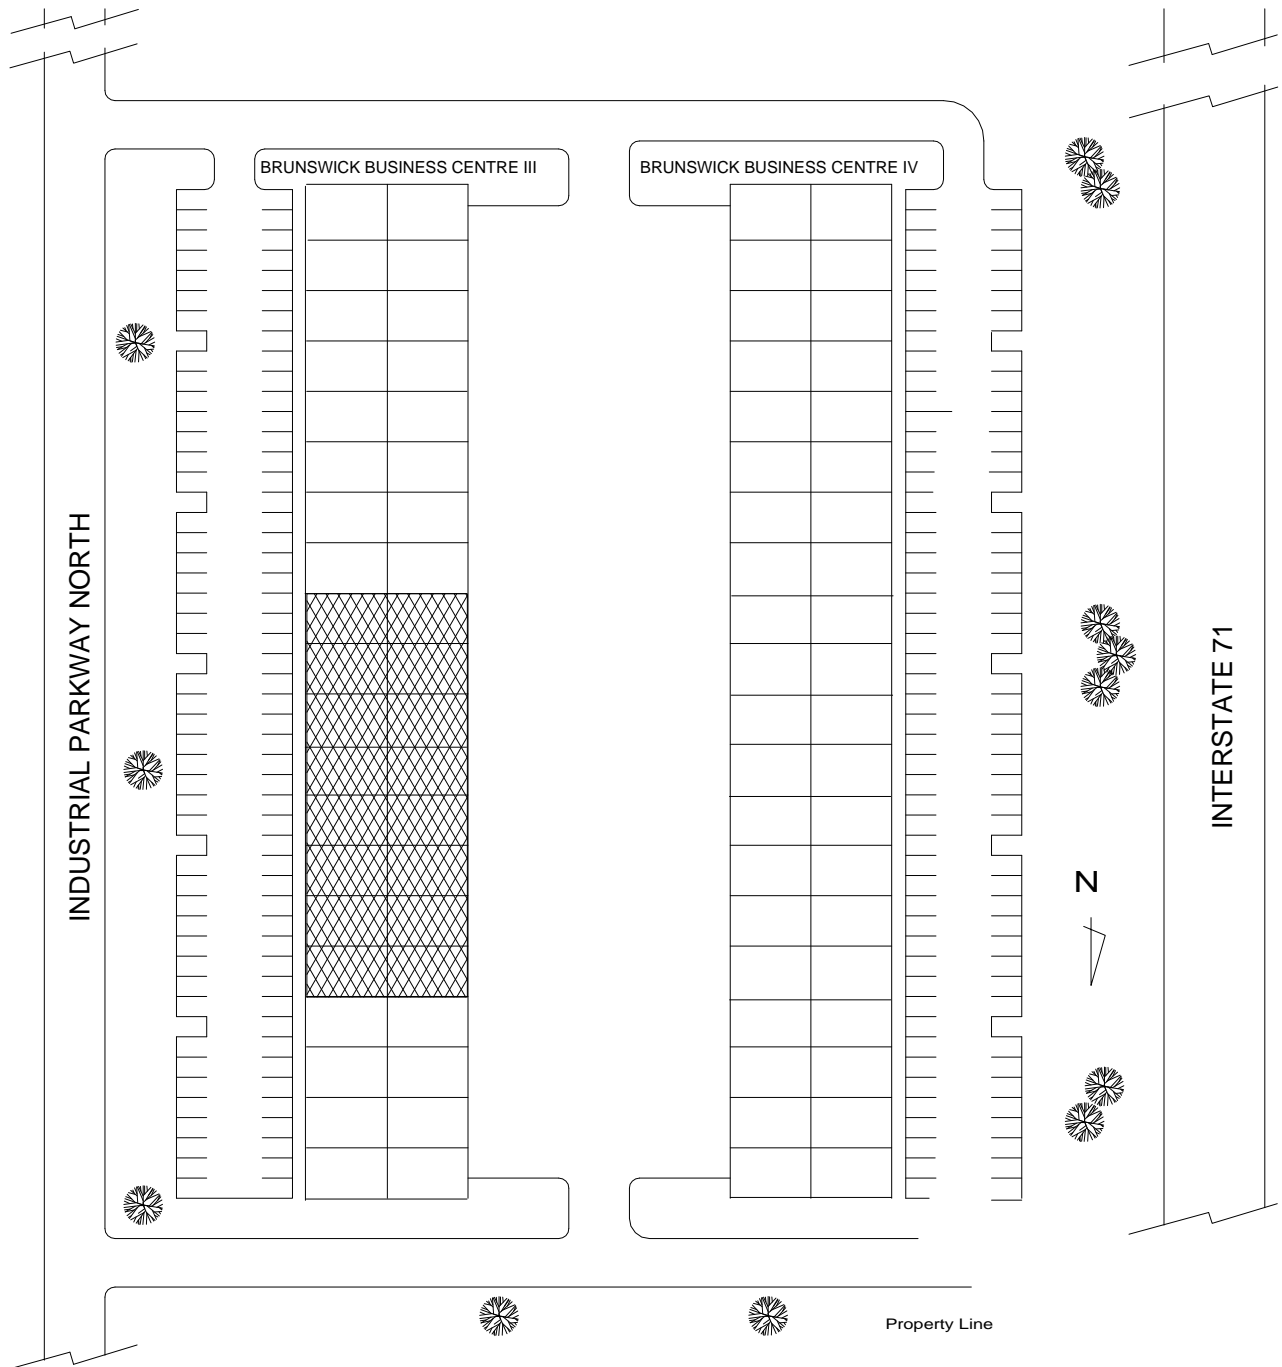 BRUNSWICK BUSINESS CENTRE III
BRUNSWICK BUSINESS CENTRE IV
INDUSTRIAL PARKWAY NORTH
INTERSTATE 71
N
Property Line